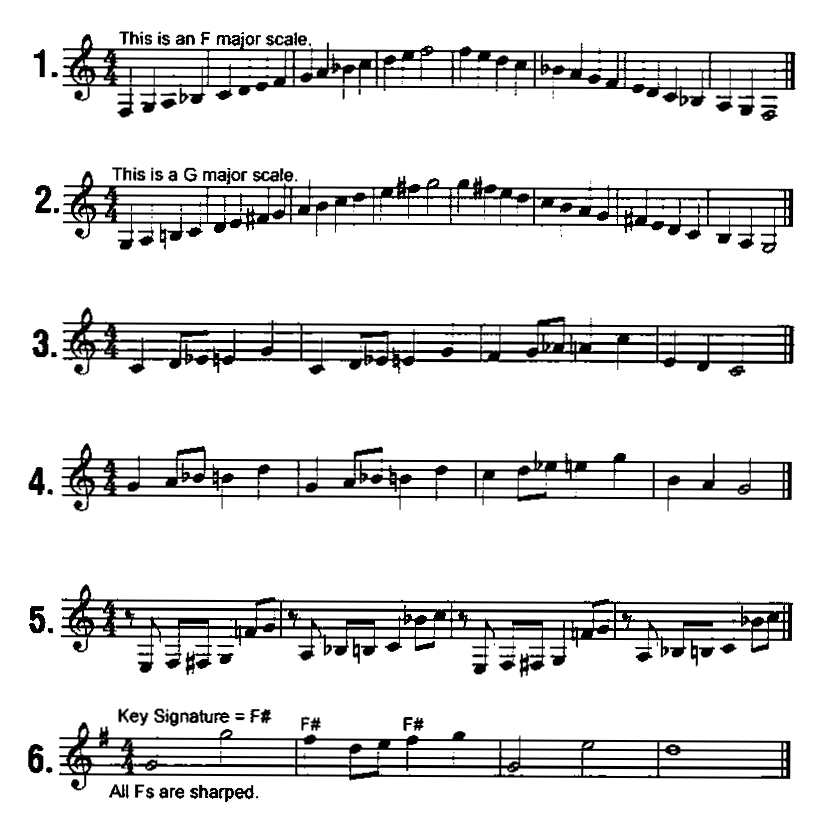 This is an F major scale.
1.
This is a G major scale.
2.
3.
4.
5.
Key Signature = F#
F# F#
6.
All Fs are sharped.